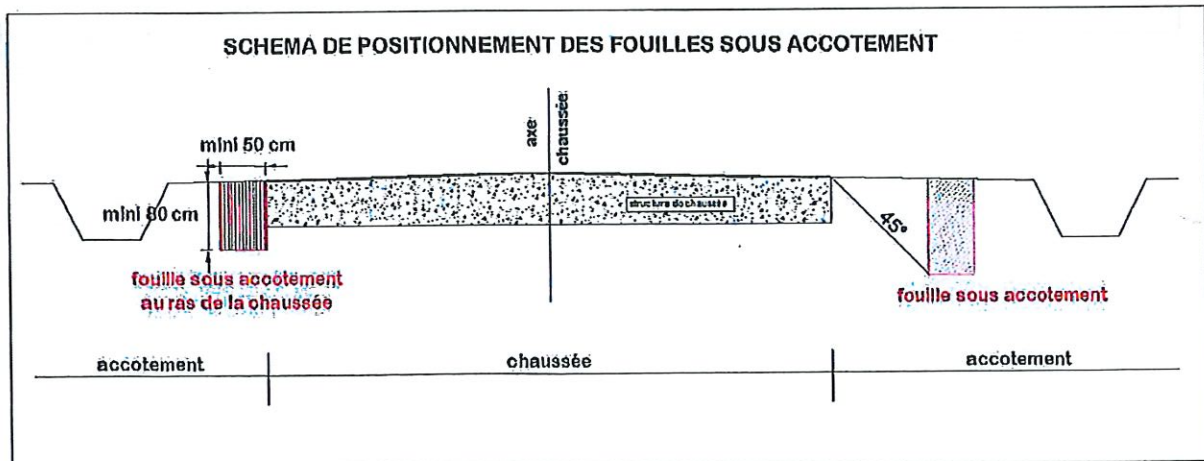 SCHEMA DE POSITIONNEMENT DES FOUILLES SOUS ACCOTEMENT
axe
chaussée
mini 50 cm
mini 80 cm
structure de chaussée
45°
fouille sous accotement
au ras de la chaussée
fouille sous accotement
accotement
chaussée
accotement